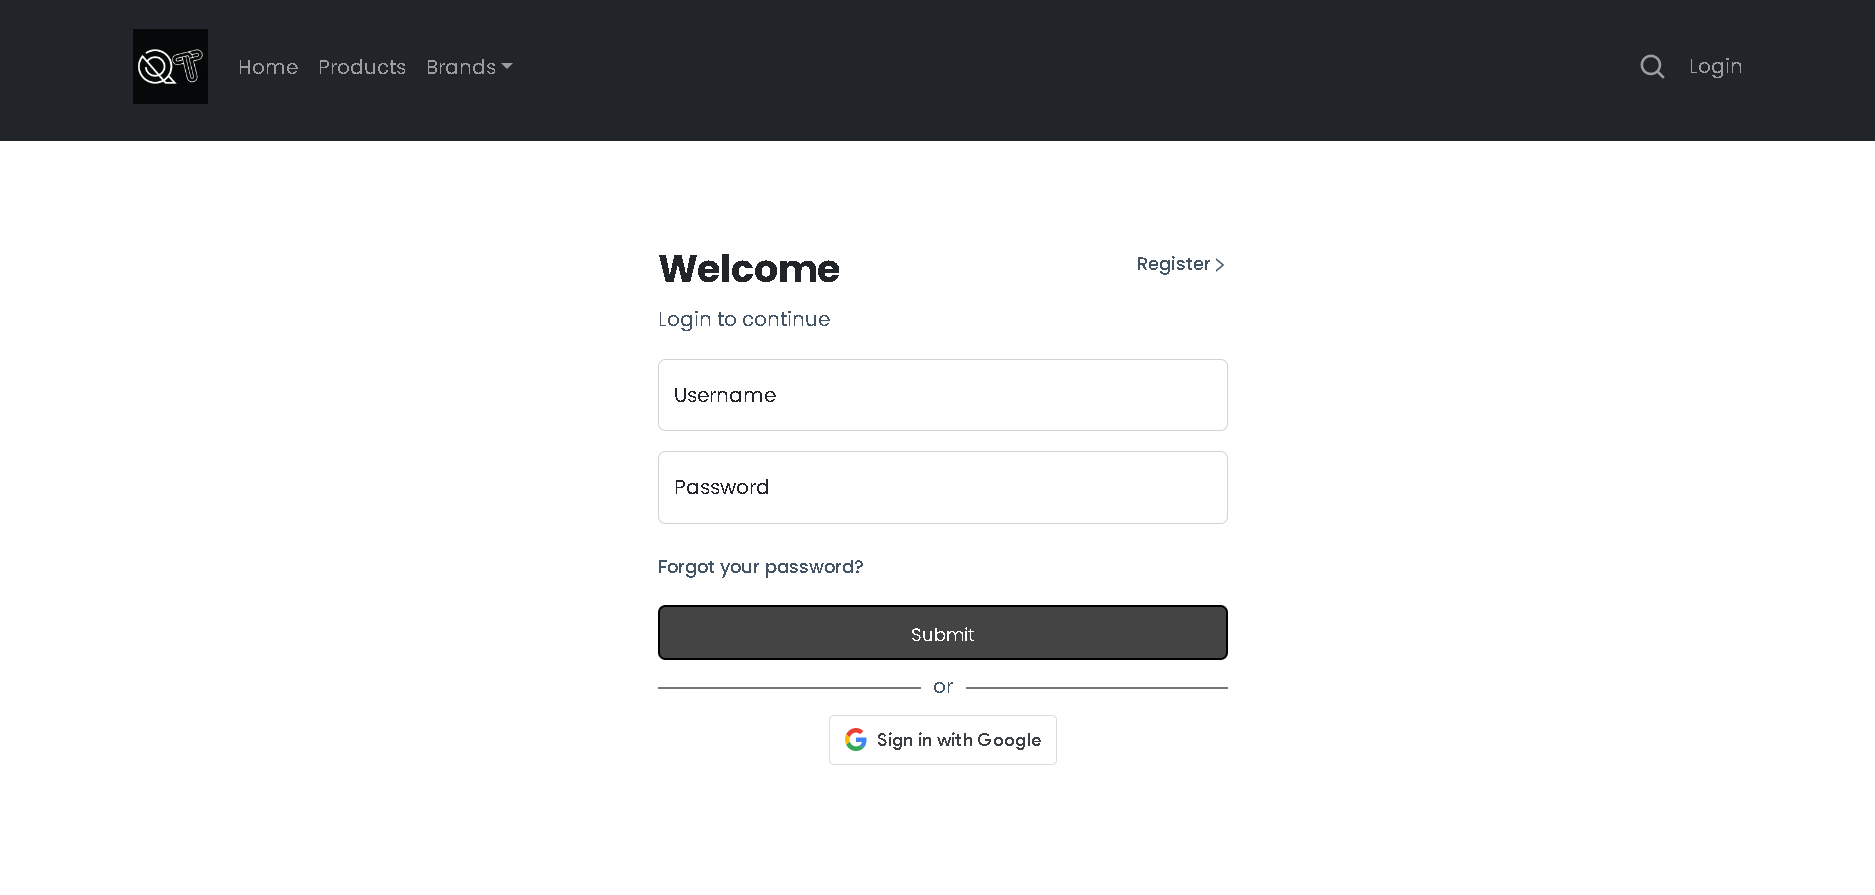 QT
Home Products Brands
Login
Welcome
Register
Login to continue
Username
Password
Forgot your password?
Submit
or
Sign in with Google